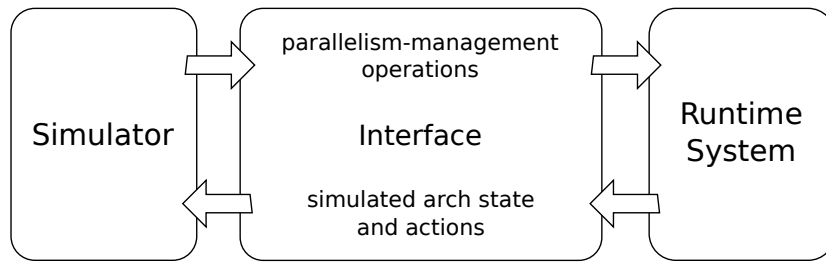 Simulator
parallelism-management
operations
Interface
simulated arch state
and actions
Runtime
System